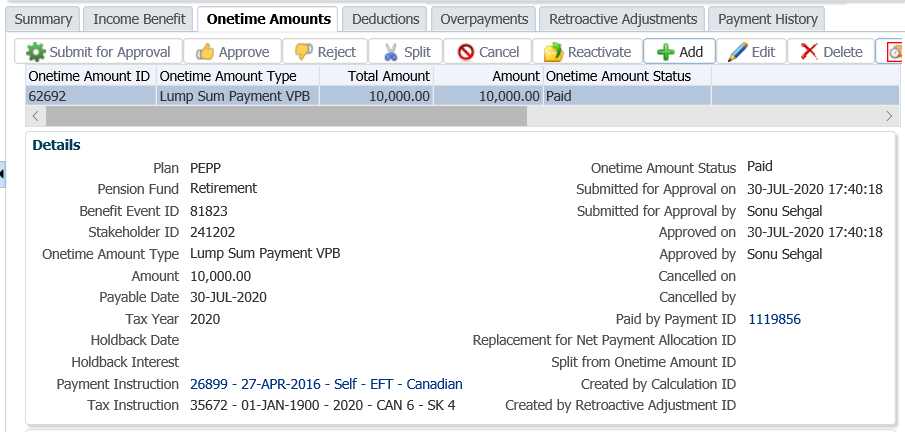 Summary Income Benefit Onetime Amounts Deductions Overpayments Retroactive Adjustments Payment History
Submit for Approval Approve Reject Split Cancel Reactivate Add Edit Delete
Onetime Amount ID Onetime Amount Type Total Amount Amount Onetime Amount Status
62692 Lump Sum Payment VPB 10,000.00 10,000.00 Paid
Details
Plan PEPP Onetime Amount Status Paid
Pension Fund Retirement Submitted for Approval on 30-JUL-2020 17:40:18
Benefit Event ID 81823 Submitted for Approval by Sonu Sehgal
Stakeholder ID 241202 Approved on 30-JUL-2020 17:40:18
Onetime Amount Type Lump Sum Payment VPB Approved by Sonu Sehgal
Amount 10,000.00 Cancelled on
Payable Date 30-JUL-2020 Cancelled by
Tax Year 2020 Paid by Payment ID 1119856
Holdback Date Replacement for Net Payment Allocation ID
Holdback Interest Split from Onetime Amount ID
Payment Instruction 26899 - 27-APR-2016 - Self - EFT - Canadian Created by Calculation ID
Tax Instruction 35672 - 01-JAN-1900 - 2020 - CAN 6 - SK 4 Created by Retroactive Adjustment ID